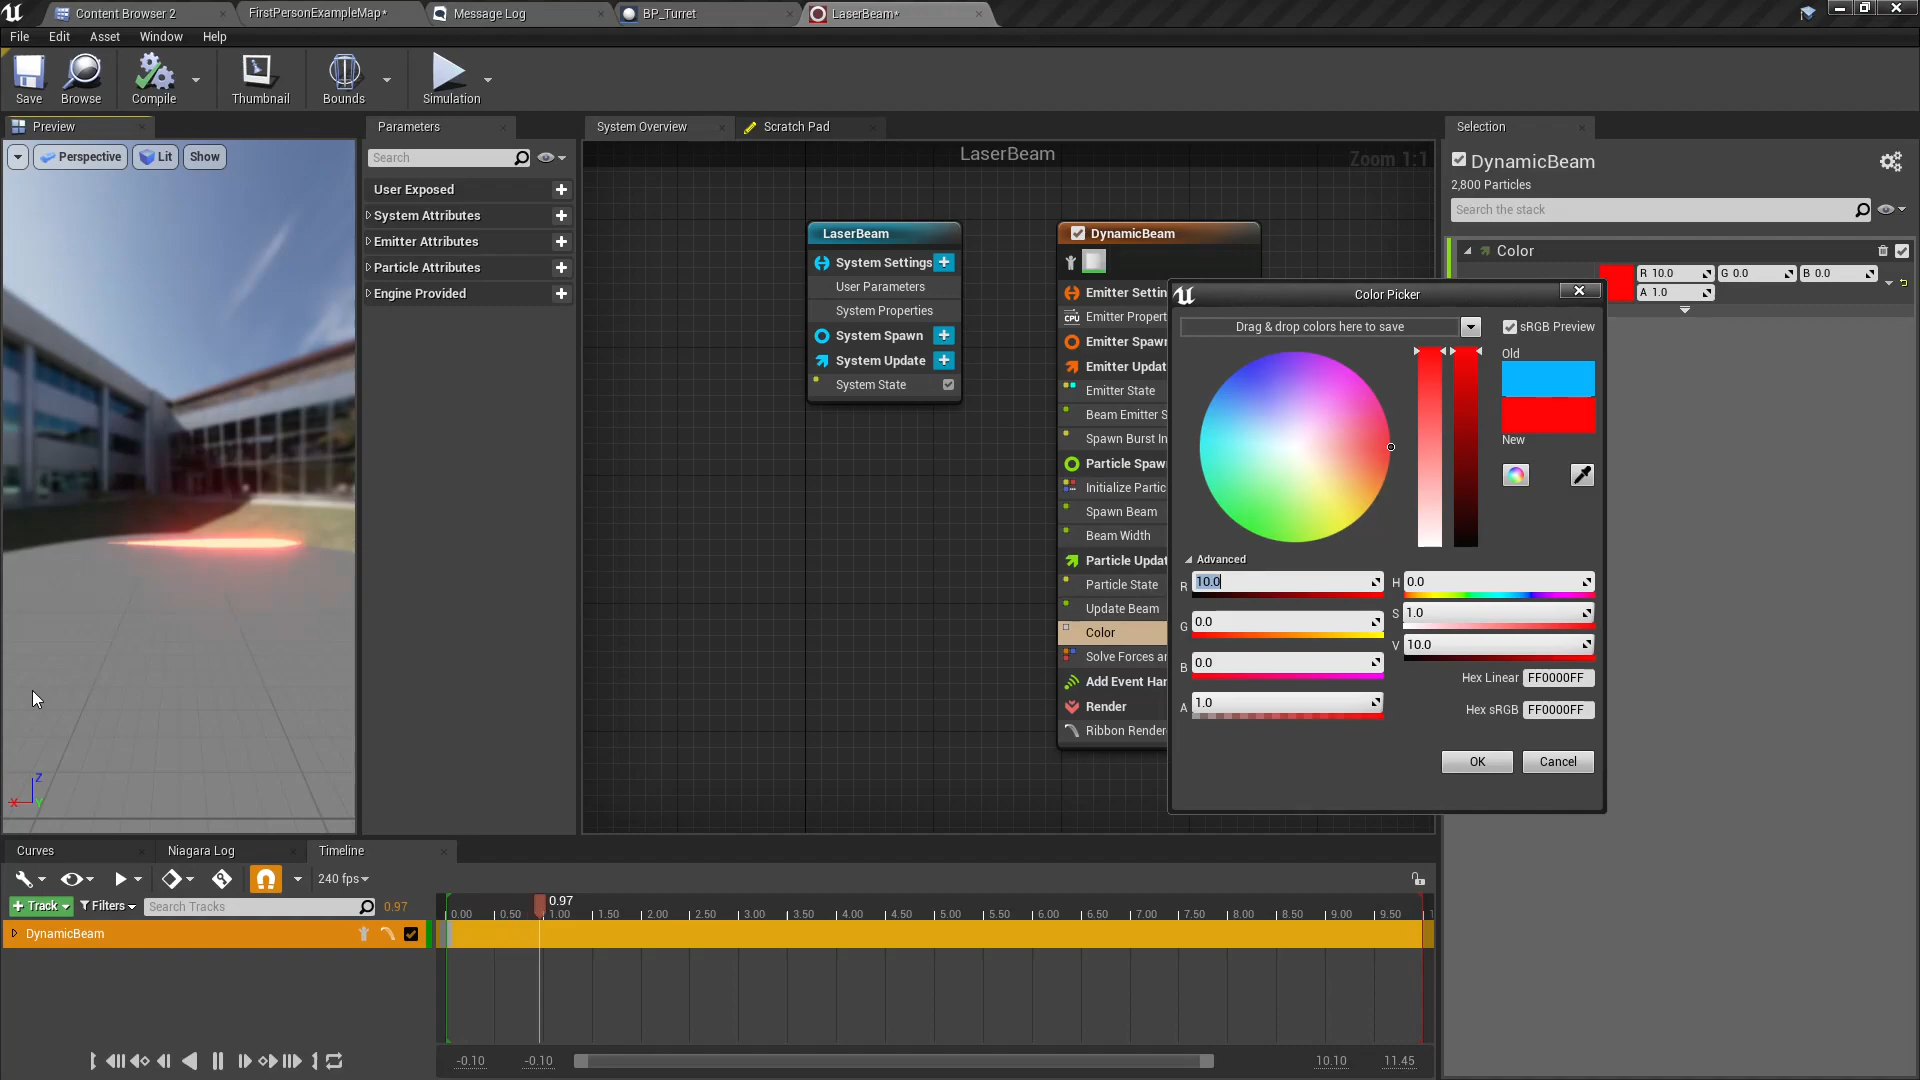 Content Browser 2
FirstPersonExampleMap*
Message Log
BP_Turret
LaserBeam*
File Edit Asset Window Help
Save Browse Compile Thumbnail Bounds Simulation
Preview
Perspective Lit Show
Parameters
Search
User Exposed
System Attributes
Emitter Attributes
Particle Attributes
Engine Provided
System Overview
Scratch Pad
LaserBeam
Zoom 1:1
LaserBeam
System Settings
User Parameters
System Properties
System Spawn
System Update
System State
DynamicBeam
Emitter Settin
CPU Emitter Propert
Emitter Spawn
Emitter Updat
Emitter State
Beam Emitter S
Spawn Burst In
Particle Spaw
Initialize Partic
Spawn Beam
Beam Width
Particle Updat
Particle State
Update Beam
Color
Solve Forces an
Add Event Han
Render
Ribbon Render
Selection
DynamicBeam
2,800 Particles
Search the stack
Color
R 10.0 G 0.0 B 0.0
A 1.0
Color Picker
Drag & drop colors here to save
sRGB Preview
Old
New
Advanced
R 10.0 H 0.0
G 0.0 S 1.0
B 0.0 V 10.0
A 1.0
Hex Linear FF0000FF
Hex sRGB FF0000FF
OK Cancel
X Y Z
Curves
Niagara Log
Timeline
240 fps
Track Filters Search Tracks 0.97
DynamicBeam
0.97
0.00 0.50 1.00 1.50 2.00 2.50 3.00 3.50 4.00 4.50 5.00 5.50 6.00 6.50 7.00 7.50 8.00 8.50 9.00 9.50 1
-0.10 -0.10 10.10 11.45